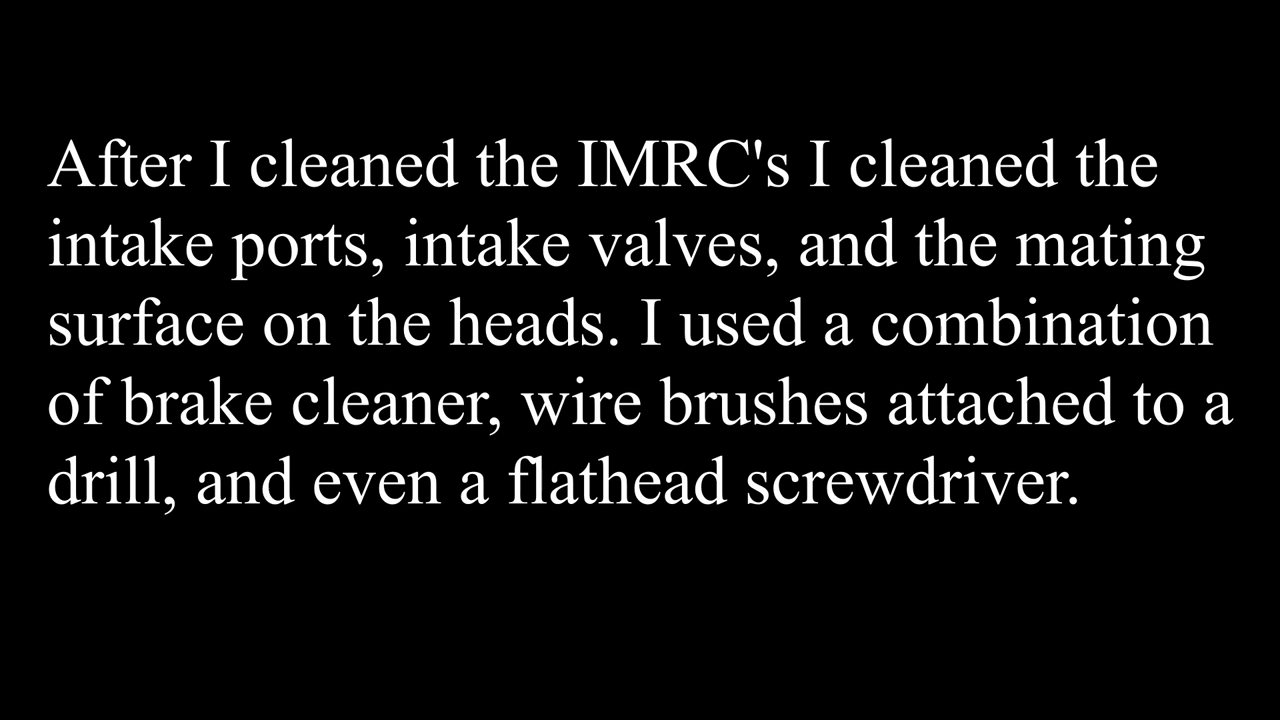 After I cleaned the IMRC's I cleaned the
intake ports, intake valves, and the mating
surface on the heads. I used a combination
of brake cleaner, wire brushes attached to a
drill, and even a flathead screwdriver.